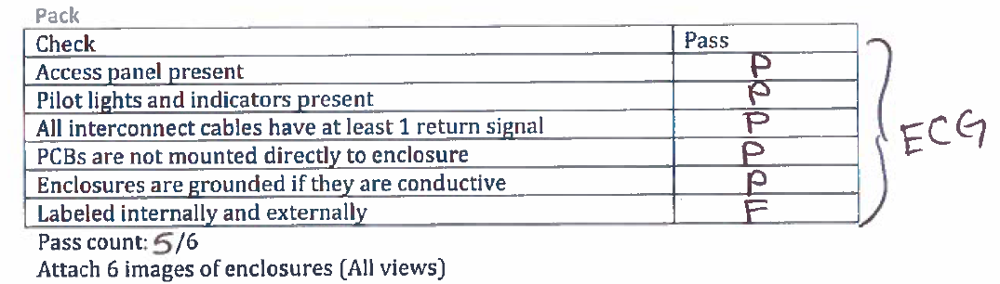 Pack
Check Pass
Access panel present P
Pilot lights and indicators present P
All interconnect cables have at least 1 return signal P
PCBs are not mounted directly to enclosure P
Enclosures are grounded if they are conductive P
Labeled internally and externally F
ECG
Pass count: 5/6
Attach 6 images of enclosures (All views)